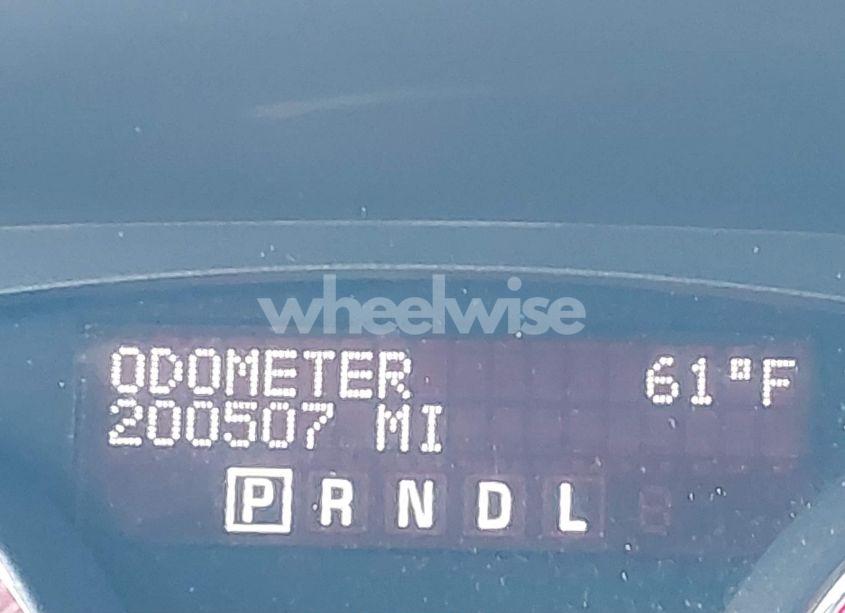 wheelwise
ODOMETER 61°F
200507 MI
P R N D L